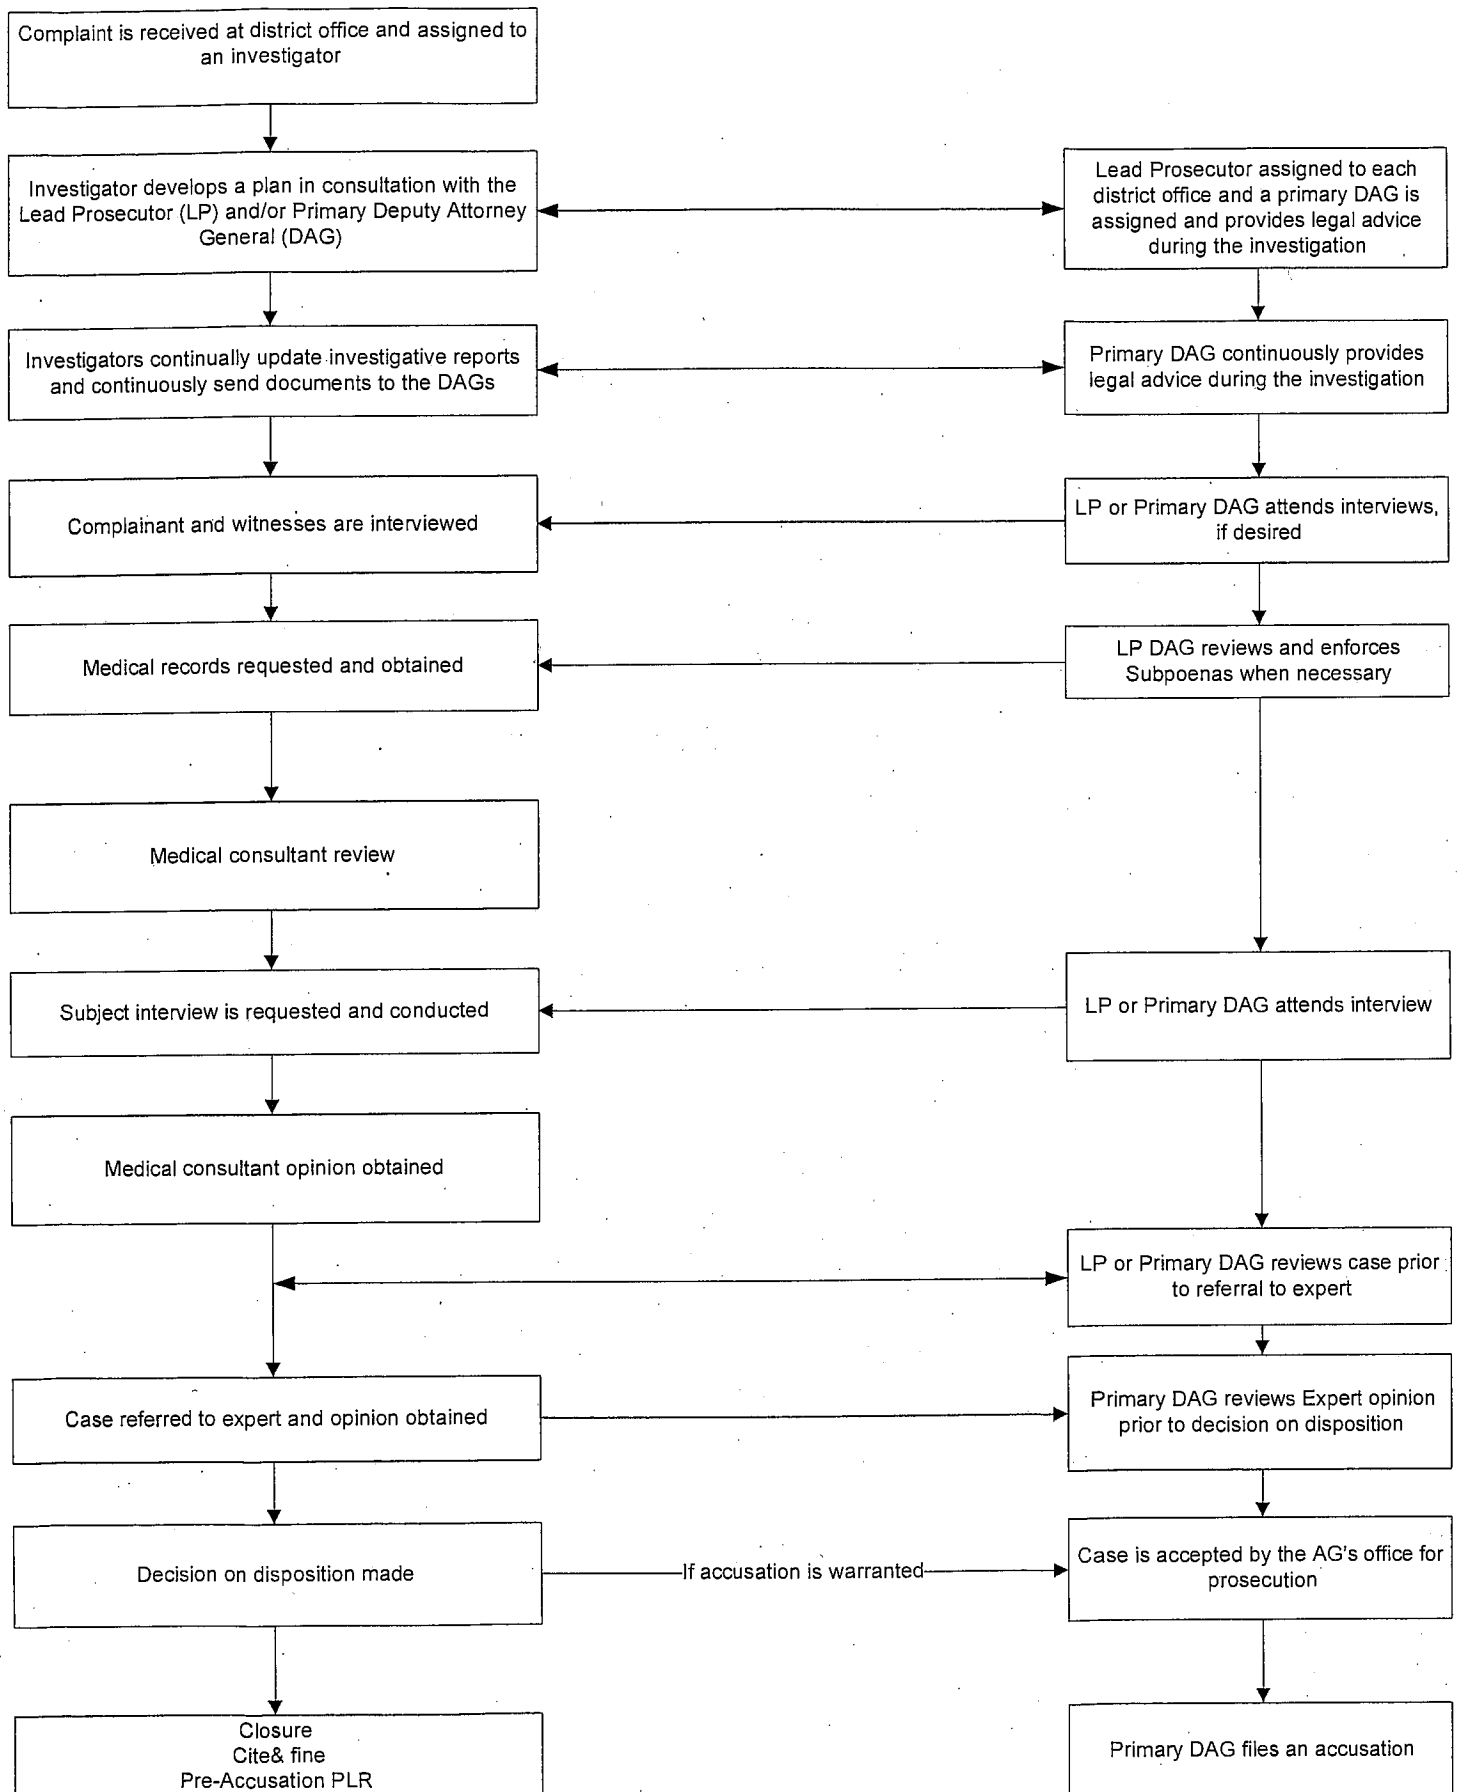 Complaint is received at district office and assigned to
an investigator
Investigator develops a plan in consultation with the
Lead Prosecutor (LP) and/or Primary Deputy Attorney
General (DAG)
Lead Prosecutor assigned to each
district office and a primary DAG is
assigned and provides legal advice
during the investigation
Investigators continually update investigative reports
and continuously send documents to the DAGs
Primary DAG continuously provides
legal advice during the investigation
Complainant and witnesses are interviewed
LP or Primary DAG attends interviews,
if desired
Medical records requested and obtained
LP DAG reviews and enforces
Subpoenas when necessary
Medical consultant review
Subject interview is requested and conducted
LP or Primary DAG attends interview
Medical consultant opinion obtained
LP or Primary DAG reviews case prior
to referral to expert
Case referred to expert and opinion obtained
Primary DAG reviews Expert opinion
prior to decision on disposition
Decision on disposition made
If accusation is warranted
Case is accepted by the AG's office for
prosecution
Closure
Cite& fine
Pre-Accusation PLR
Primary DAG files an accusation